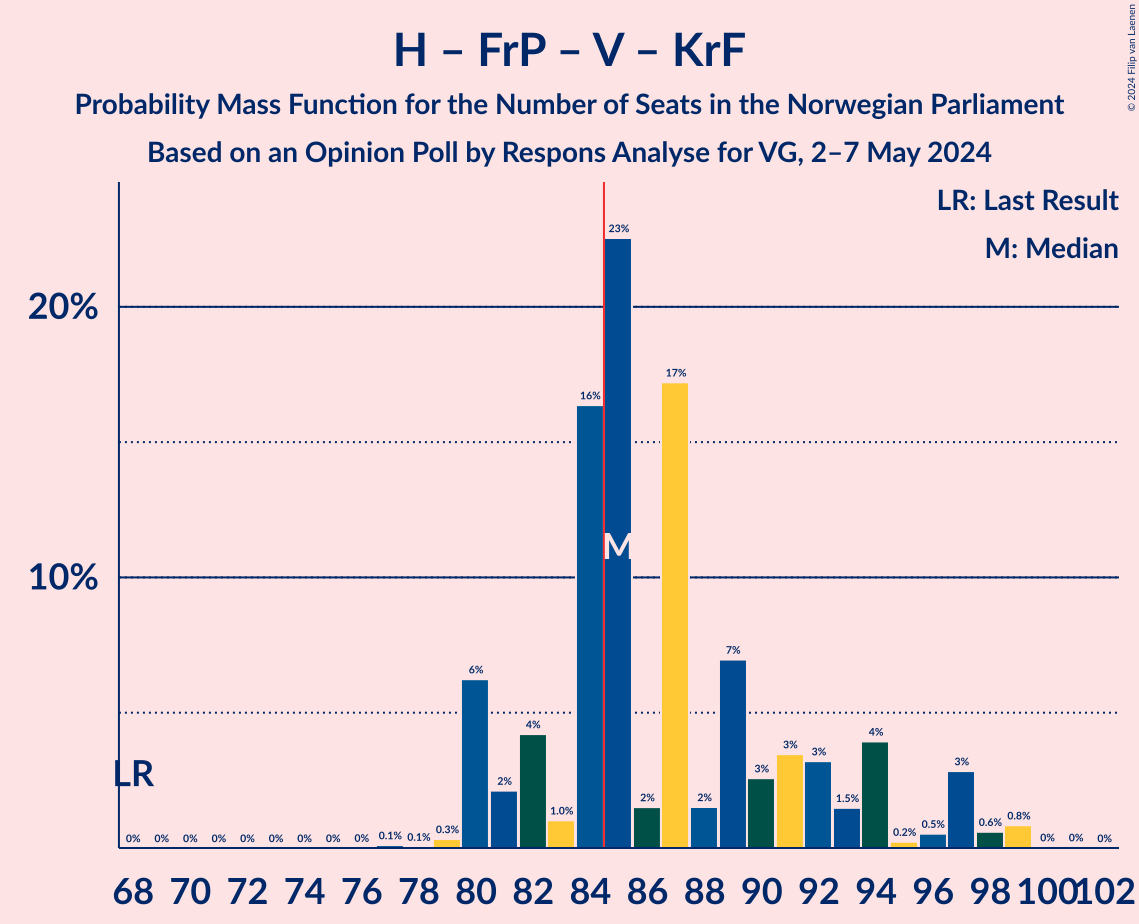 H – FrP – V – KrF
Probability Mass Function for the Number of Seats in the Norwegian Parliament
Based on an Opinion Poll by Respons Analyse for VG, 2–7 May 2024
© 2024 Filip van Laenen
LR: Last Result
M: Median
20%
10%
LR
M
0% 0% 0% 0% 0% 0% 0% 0% 0% 0.1% 0.1% 0.3% 6% 2% 4% 1.0% 16% 23% 2% 17% 2% 7% 3% 3% 3% 1.5% 4% 0.2% 0.5% 3% 0.6% 0.8% 0% 0% 0%
68 70 72 74 76 78 80 82 84 86 88 90 92 94 96 98 100 102